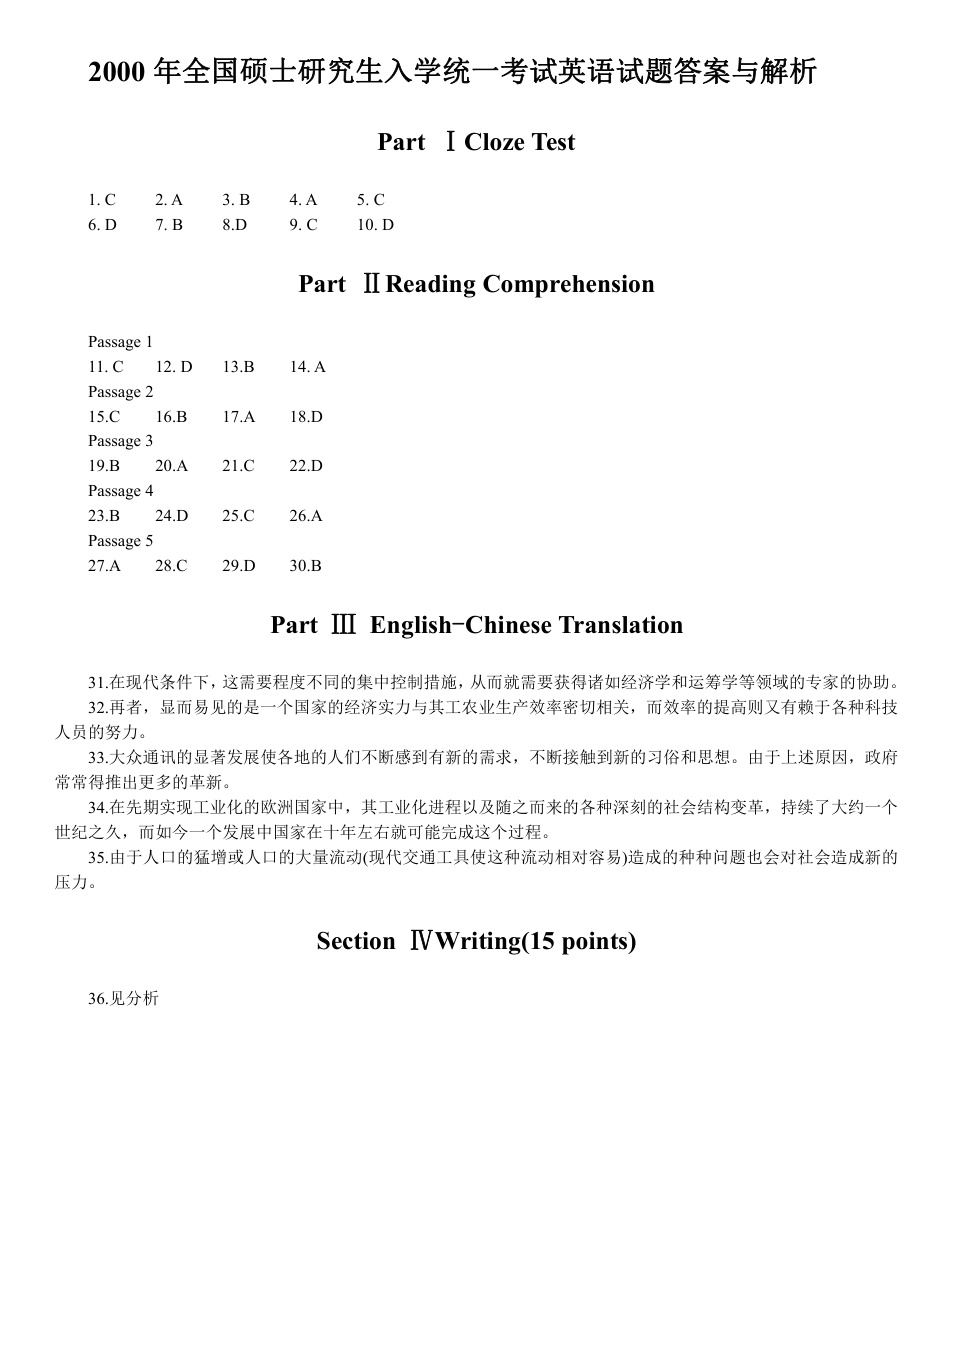 2000 年全国硕士研究生入学统一考试英语试题答案与解析
Part Ⅰ Cloze Test
1. C 2. A 3. B 4. A 5. C
6. D 7. B 8.D 9. C 10. D
Part Ⅱ Reading Comprehension
Passage 1
11. C 12. D 13.B 14. A
Passage 2
15.C 16.B 17.A 18.D
Passage 3
19.B 20.A 21.C 22.D
Passage 4
23.B 24.D 25.C 26.A
Passage 5
27.A 28.C 29.D 30.B
Part Ⅲ English-Chinese Translation
31.在现代条件下，这需要程度不同的集中控制措施，从而就需要获得诸如经济学和运筹学等领域的专家的协助。
32.再者，显而易见的是一个国家的经济实力与其工农业生产效率密切相关，而效率的提高则又有赖于各种科技
人员的努力。
33.大众通讯的显著发展使各地的人们不断感到有新的需求，不断接触到新的习俗和思想。由于上述原因，政府
常常得推出更多的革新。
34.在先期实现工业化的欧洲国家中，其工业化进程以及随之而来的各种深刻的社会结构变革，持续了大约一个
世纪之久，而如今一个发展中国家在十年左右就可能完成这个过程。
35.由于人口的猛增或人口的大量流动(现代交通工具使这种流动相对容易)造成的种种问题也会对社会造成新的
压力。
Section ⅣWriting(15 points)
36.见分析